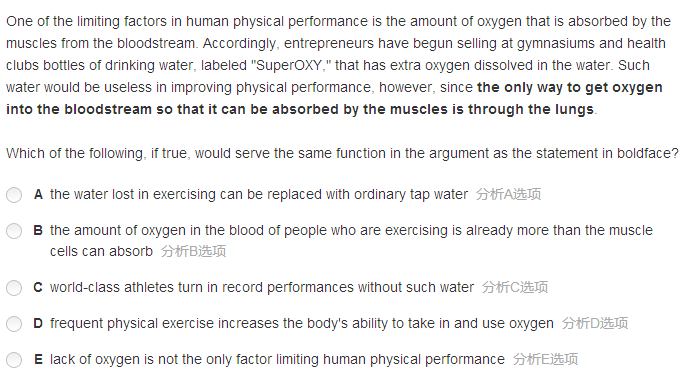 One of the limiting factors in human physical performance is the amount of oxygen that is absorbed by the
muscles from the bloodstream. Accordingly, entrepreneurs have begun selling at gymnasiums and health
clubs bottles of drinking water, labeled "SuperOXY," that has extra oxygen dissolved in the water. Such
water would be useless in improving physical performance, however, since the only way to get oxygen
into the bloodstream so that it can be absorbed by the muscles is through the lungs.
Which of the following, if true, would serve the same function in the argument as the statement in boldface?
A the water lost in exercising can be replaced with ordinary tap water 分析A选项
B the amount of oxygen in the blood of people who are exercising is already more than the muscle
cells can absorb 分析B选项
C world-class athletes turn in record performances without such water 分析C选项
D frequent physical exercise increases the body's ability to take in and use oxygen 分析D选项
E lack of oxygen is not the only factor limiting human physical performance 分析E选项